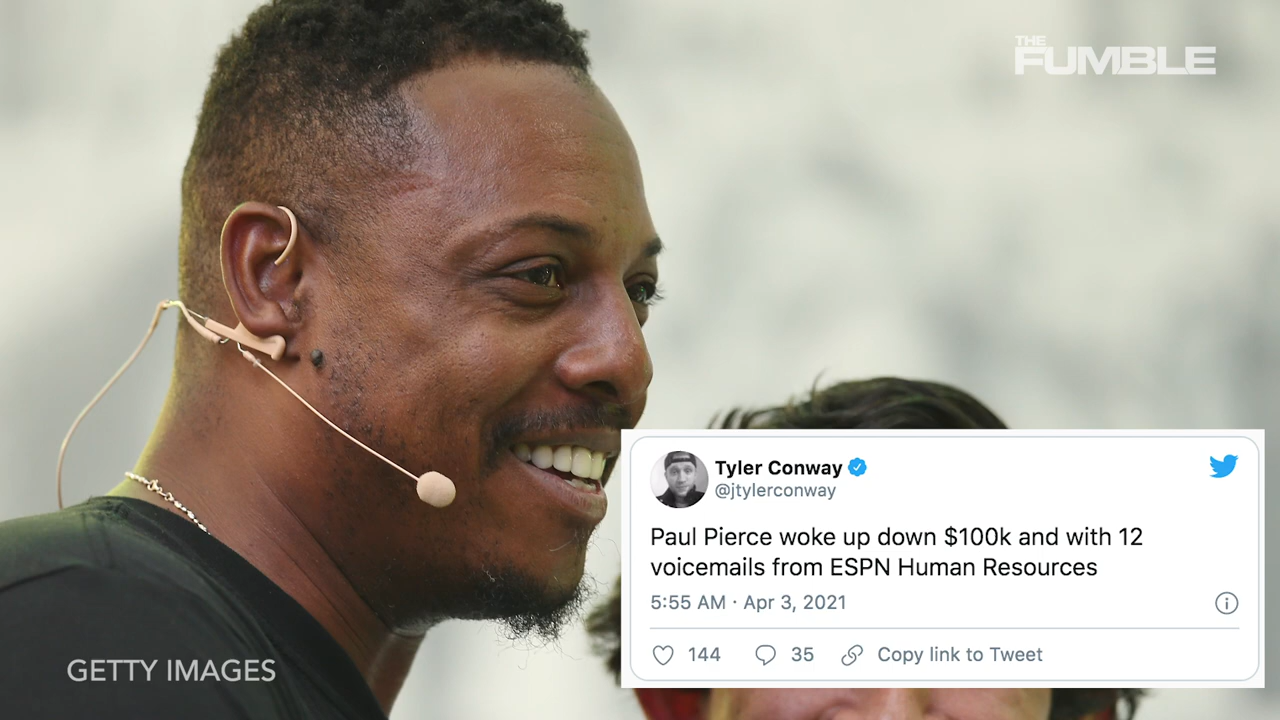 THE
FUMBLE
Tyler Conway
@jtylerconway
Paul Pierce woke up down $100k and with 12
voicemails from ESPN Human Resources
5:55 AM · Apr 3, 2021
144 35 Copy link to Tweet
GETTY IMAGES